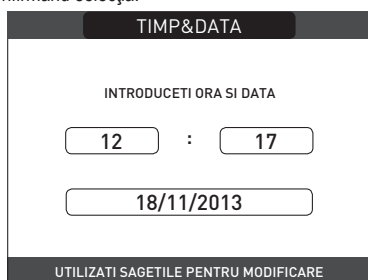 TIMP&DATA
INTRODUCETI ORA SI DATA
12 : 17
18/11/2013
UTILIZATI SAGETILE PENTRU MODIFICARE